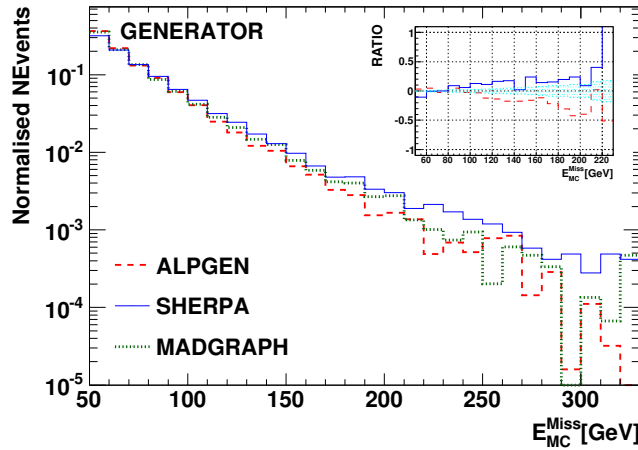 GENERATOR
Normalised NEvents
10^-1
10^-2
10^-3
10^-4
10^-5
ALPGEN
SHERPA
MADGRAPH
50 100 150 200 250 300
E_MC^Miss[GeV]
RATIO
1
0.5
0
-0.5
-1
60 80 100 120 140 160 180 200 220
E_MC^Miss[GeV]